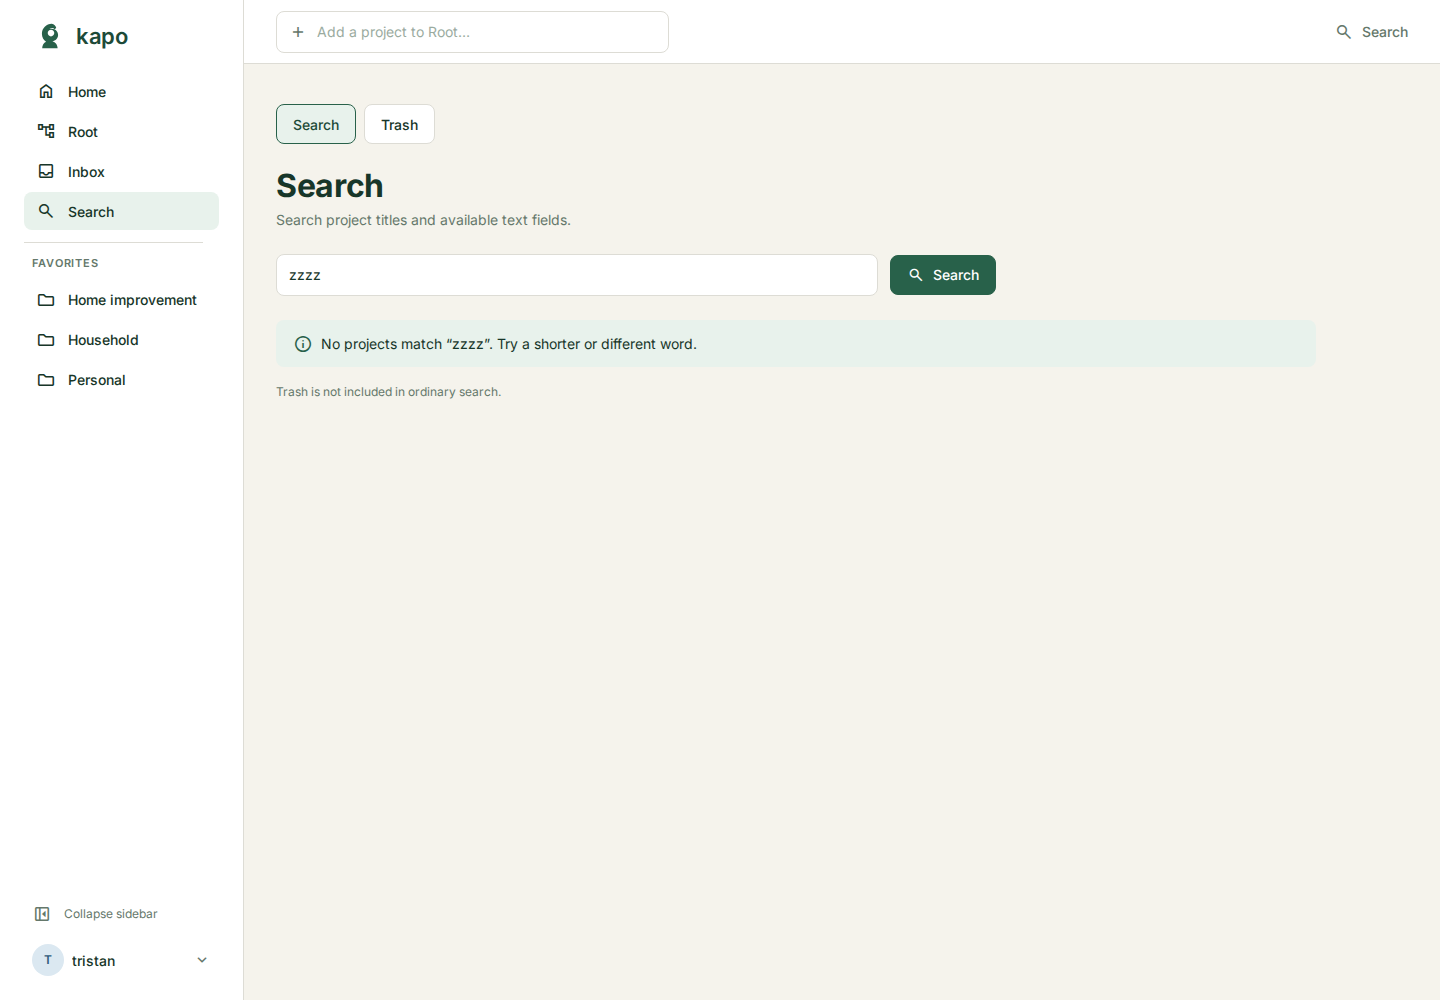 kapo
Home
Root
Inbox
Search
FAVORITES
Home improvement
Household
Personal
Collapse sidebar
T
tristan
Add a project to Root...
Search
Search
Trash
Search
Search project titles and available text fields.
zzzz
Search
No projects match “zzzz”. Try a shorter or different word.
Trash is not included in ordinary search.